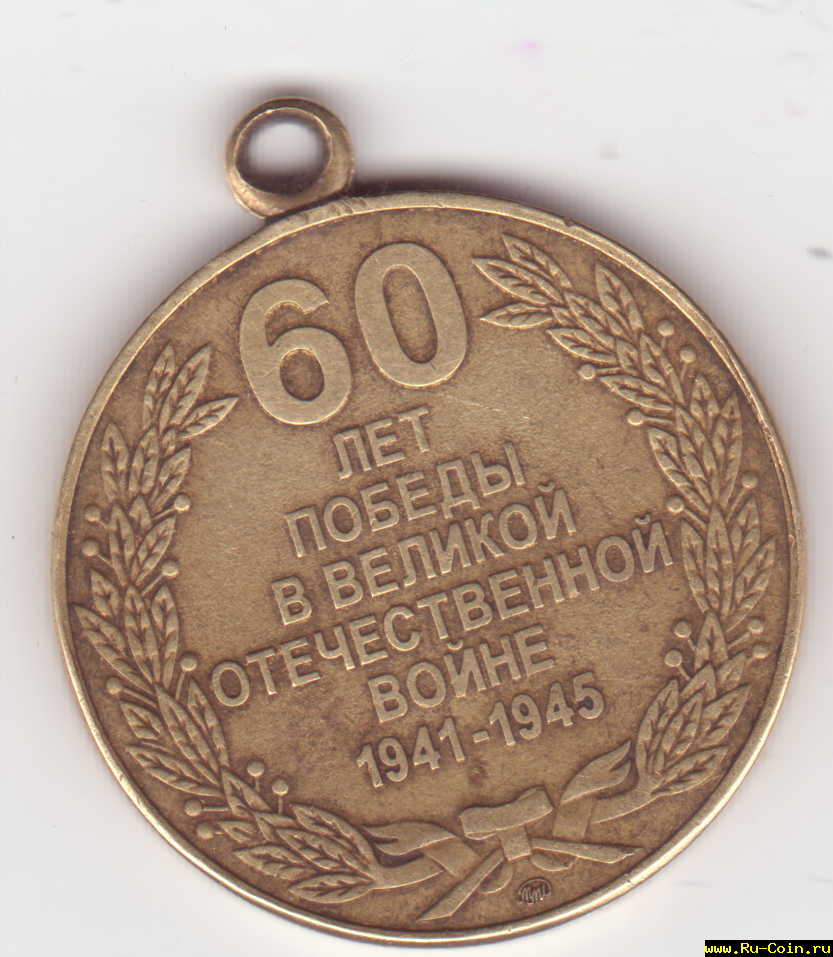 60
ЛЕТ
ПОБЕДЫ
В ВЕЛИКОЙ
ОТЕЧЕСТВЕННОЙ
ВОЙНЕ
1941-1945
www.Ru-Coin.ru